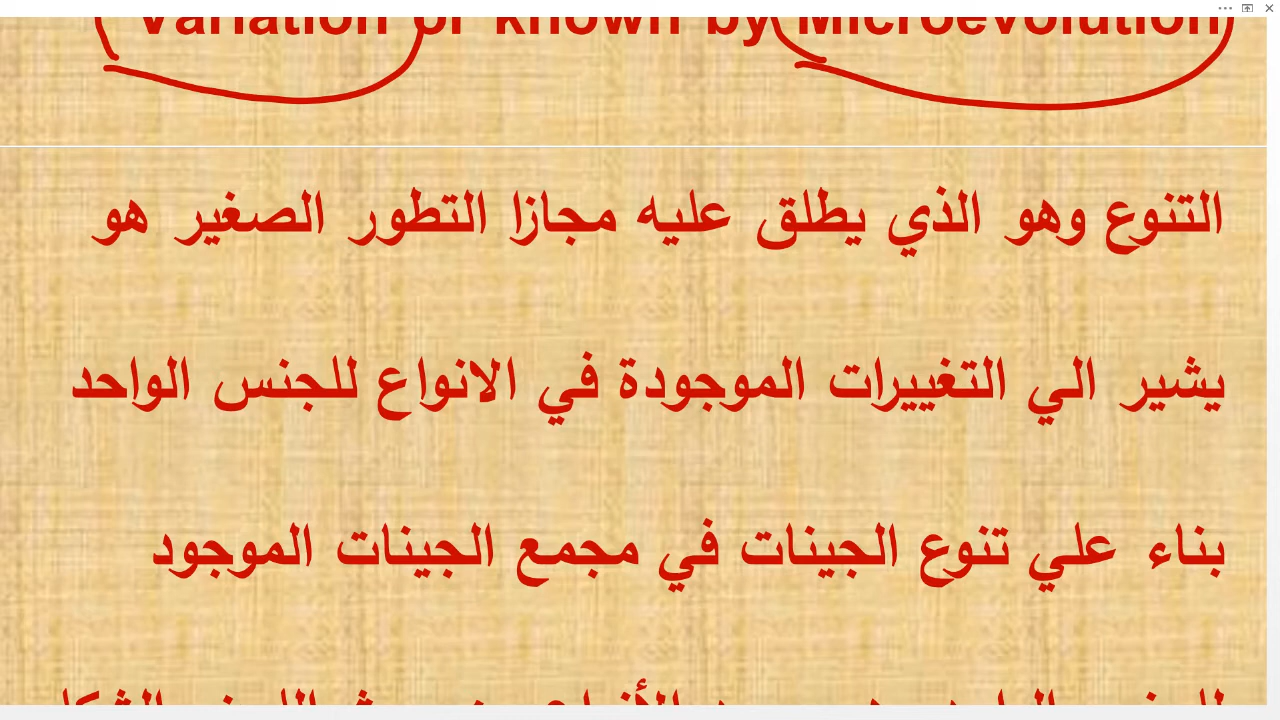 Variation or known by Microevolution
التنوع وهو الذي يطلق عليه مجازا التطور الصغير هو
يشير الي التغييرات الموجودة في الانواع للجنس الواحد
بناء علي تنوع الجينات في مجمع الجينات الموجود